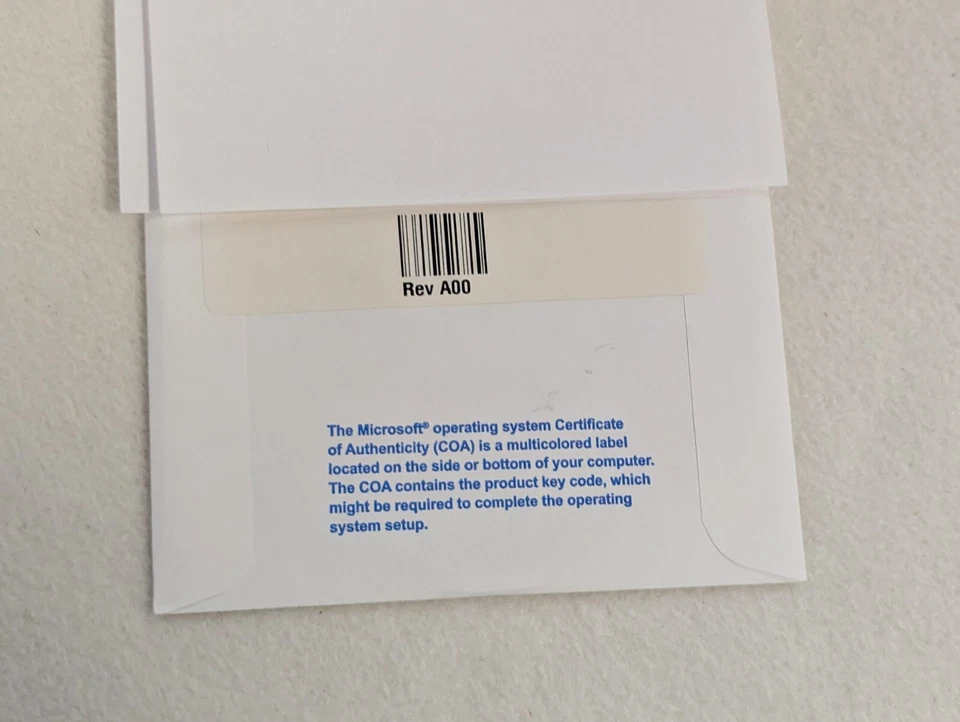 Rev A00
The Microsoft® operating system Certificate
of Authenticity (COA) is a multicolored label
located on the side or bottom of your computer.
The COA contains the product key code, which
might be required to complete the operating
system setup.